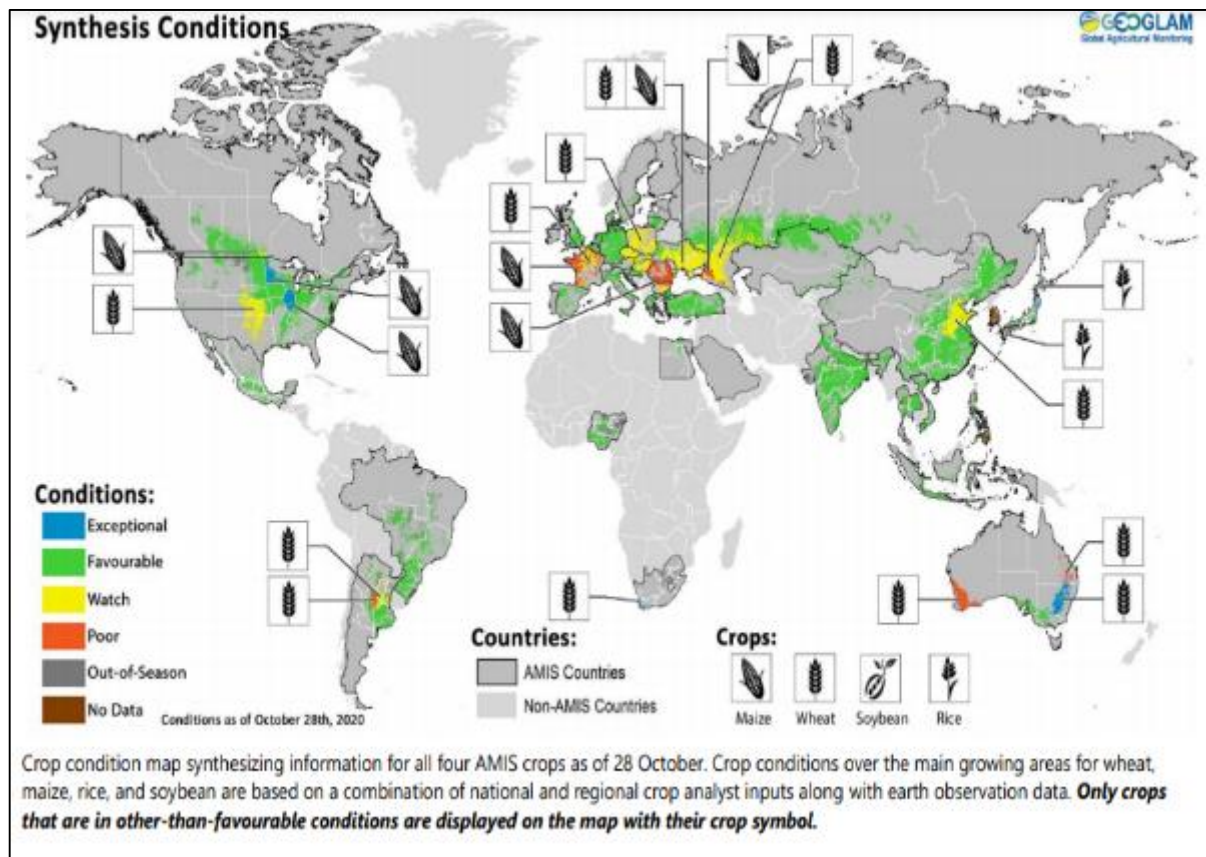 Synthesis Conditions
GEOGLAM
Global Agricultural Monitoring
Conditions:
Exceptional
Favourable
Watch
Poor
Out-of-Season
No Data
Conditions as of October 28th, 2020
Countries:
AMIS Countries
Non-AMIS Countries
Crops:
Maize Wheat Soybean Rice
Crop condition map synthesizing information for all four AMIS crops as of 28 October. Crop conditions over the main growing areas for wheat,
maize, rice, and soybean are based on a combination of national and regional crop analyst inputs along with earth observation data. Only crops
that are in other-than-favourable conditions are displayed on the map with their crop symbol.